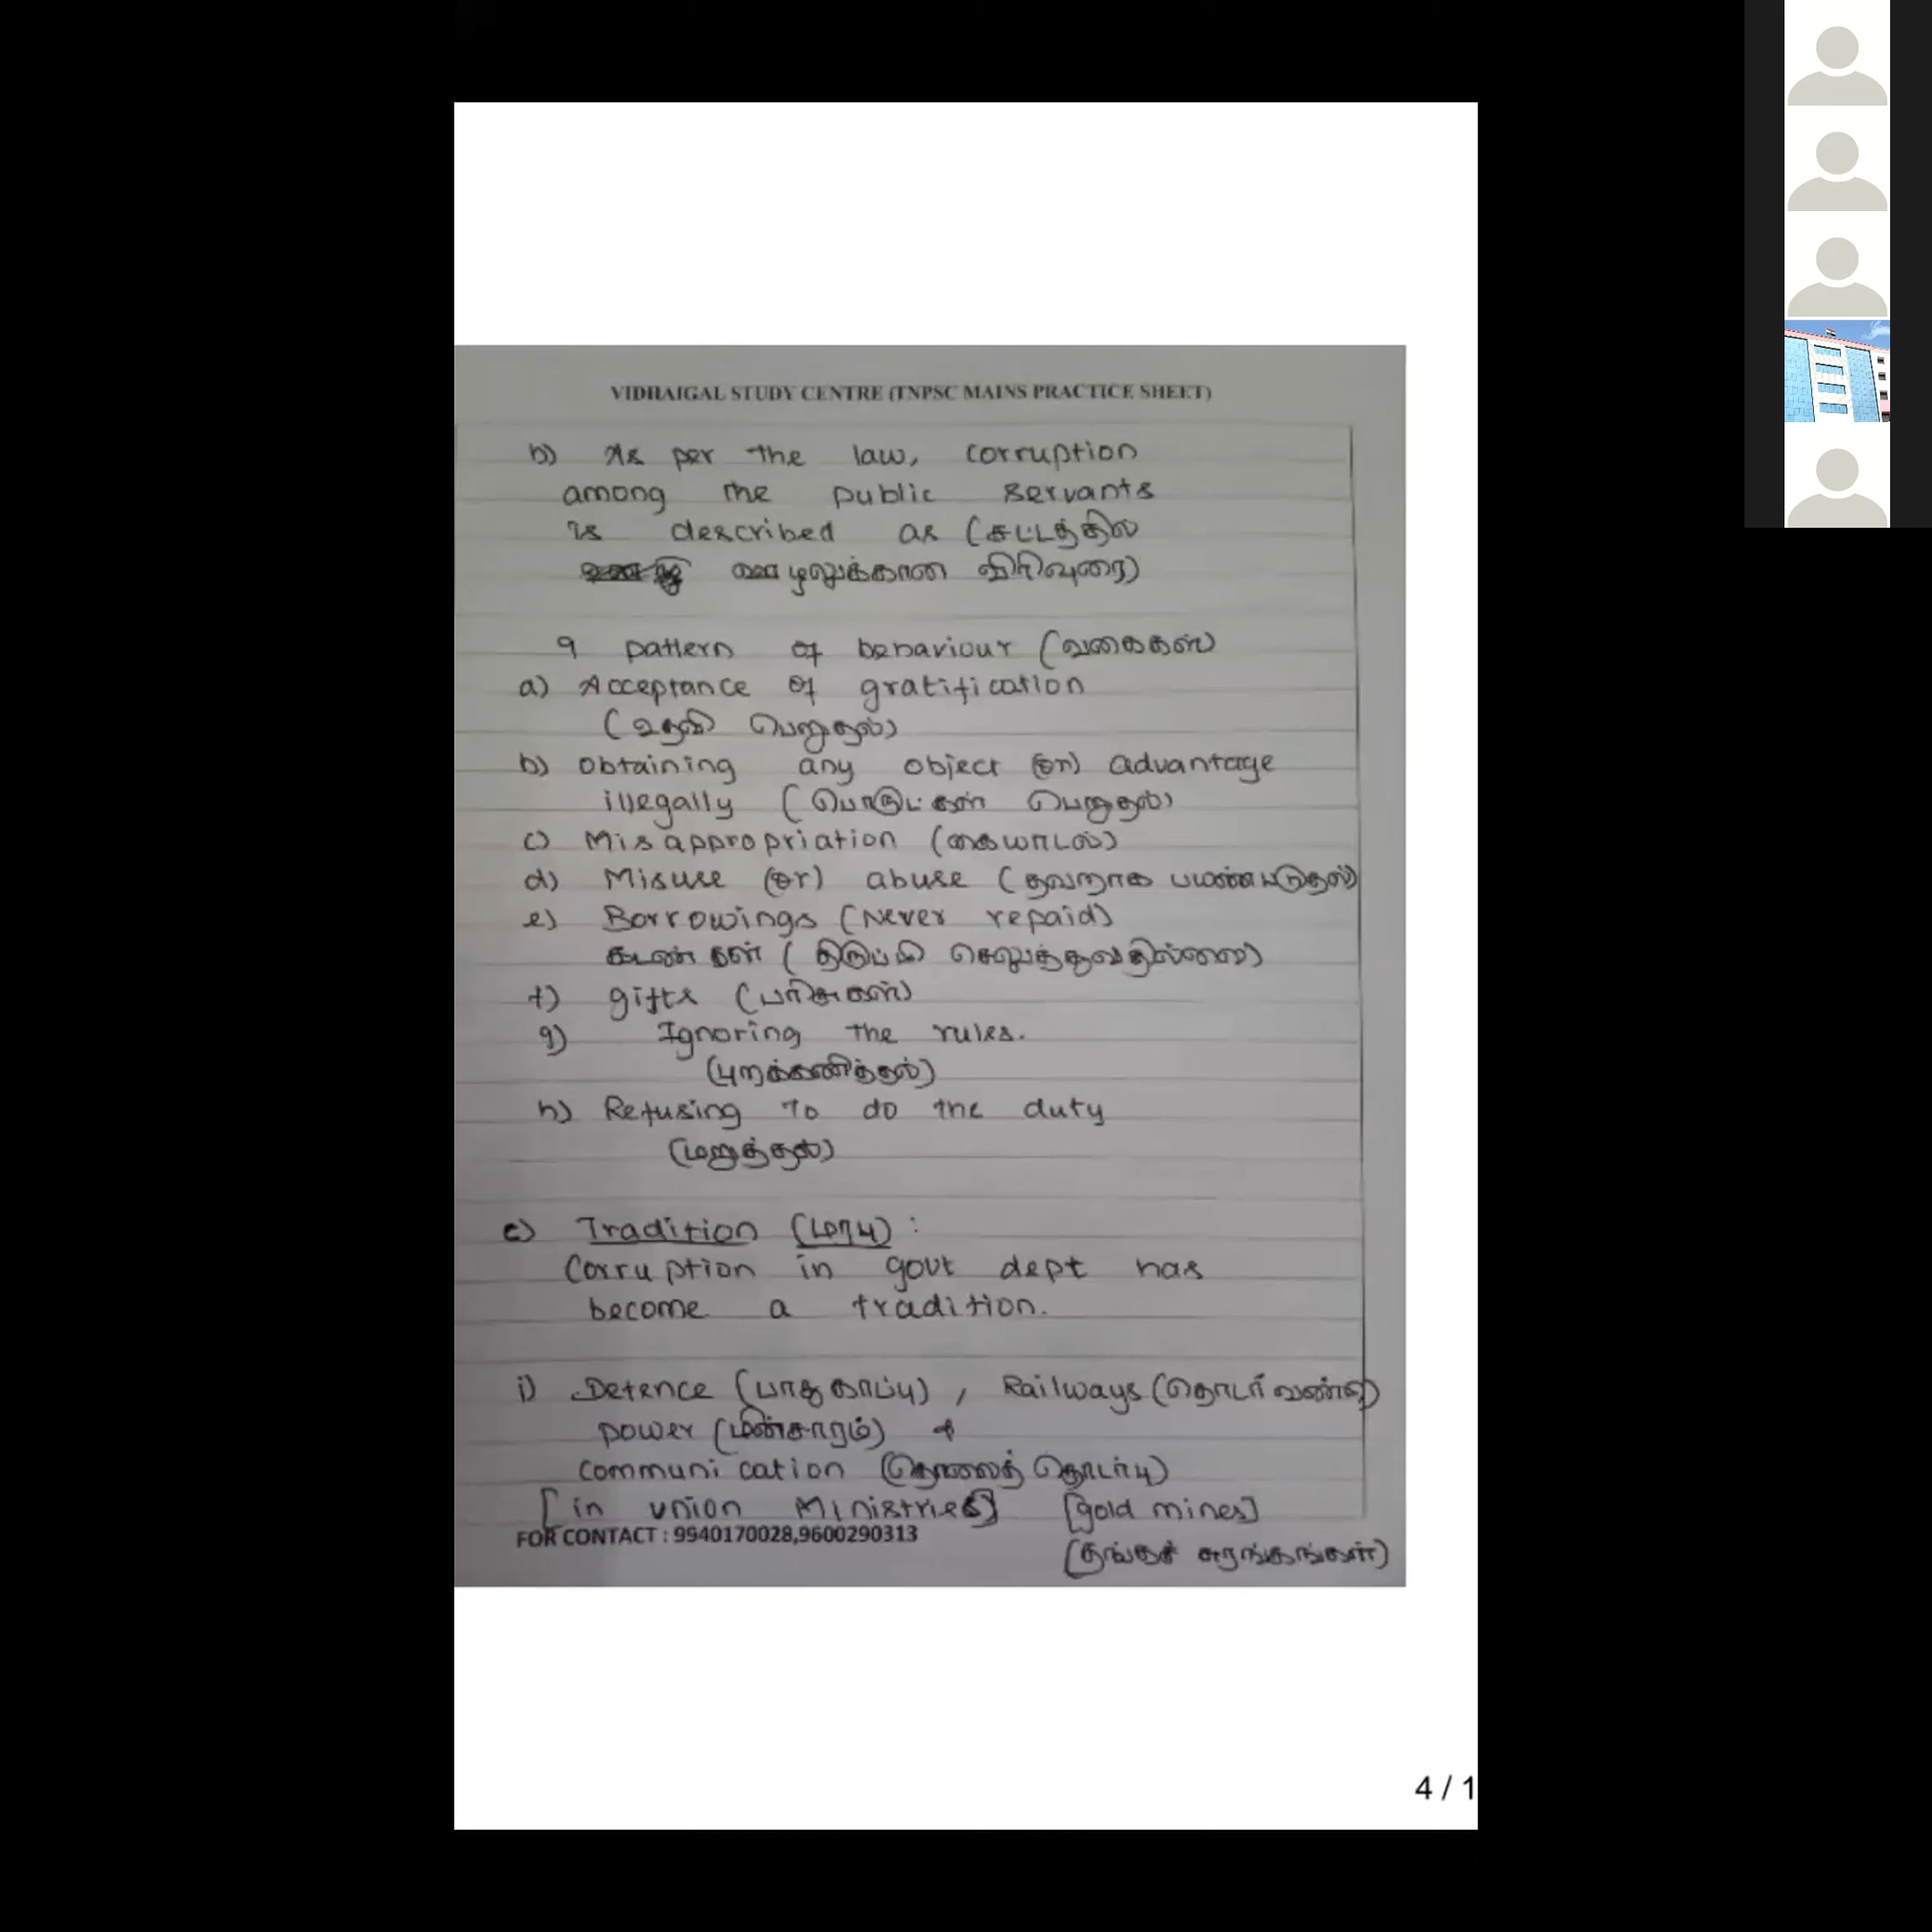 VIDHAIGAL STUDY CENTRE (TNPSC MAINS PRACTICE SHEET)
b) As per the law, corruption
among the public servants
is described as (சட்டத்தில
ஊழலுக்கான விரிவுரை)
9 pattern of behaviour (வகைகள்
a) Acceptance of gratification
(உதவி பெறுதல்)
b) Obtaining any object (or) advantage
illegally (பொருட்கள் பெறுதல்)
c) Misappropriation (கையாடல்)
d) Misuse (or) abuse (தவறாக பயன்படுதல்)
e) Borrowings (Never repaid)
கடன்கள் (திருப்பி செலுத்துவதில்லை)
f) gifts (பரிசுகள்)
g) Ignoring the rules.
(புறக்கணித்தல்)
h) Refusing to do the duty
(மறுத்தல்)
c) Tradition (மரபு) :
Corruption in govt dept has
become a tradition.
i) Defence (பாதுகாப்பு) , Railways (தொடர் வண்டி)
power (மின்சாரம்) &
communi cation (தொலைத் தொடர்பு)
[in union Ministries] [gold mines]
FOR CONTACT : 9940170028,9600290313
(தங்கச் சுரங்கங்கள்)
4 / 1